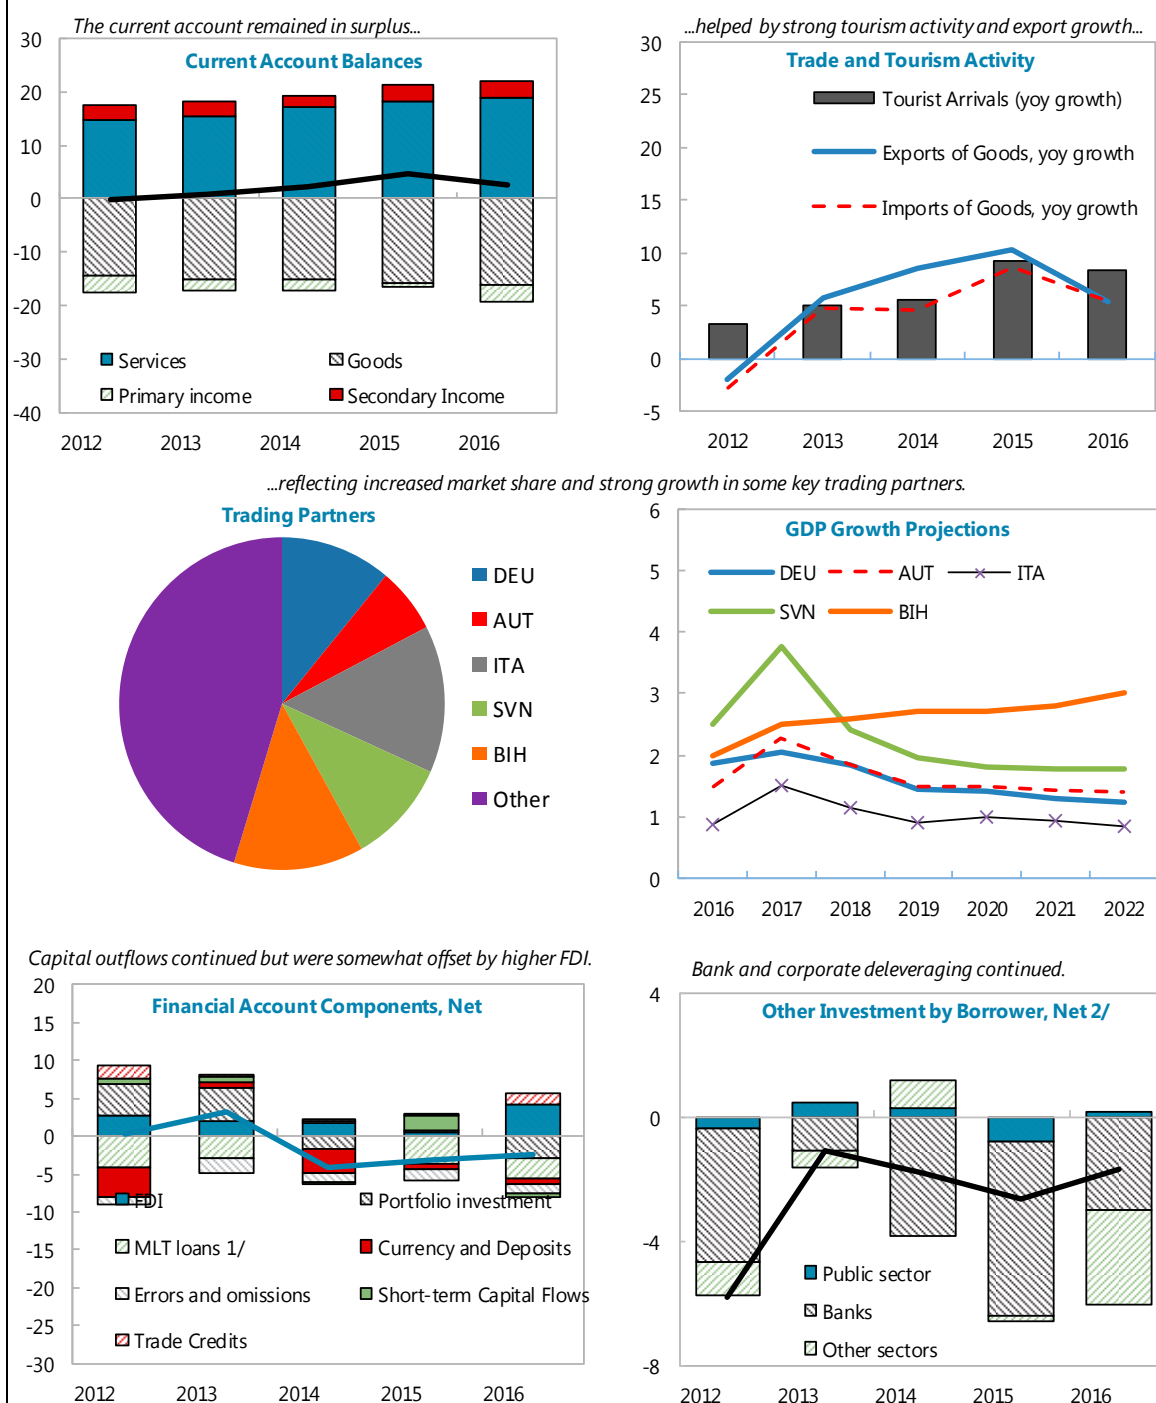 The current account remained in surplus...
Current Account Balances
30
20
10
0
-10
-20
-30
-40
Services
Goods
Primary income
Secondary Income
2012 2013 2014 2015 2016
...helped by strong tourism activity and export growth...
Trade and Tourism Activity
30
25
20
15
10
5
0
-5
Tourist Arrivals (yoy growth)
Exports of Goods, yoy growth
Imports of Goods, yoy growth
2012 2013 2014 2015 2016
...reflecting increased market share and strong growth in some key trading partners.
Trading Partners
DEU
AUT
ITA
SVN
BIH
Other
GDP Growth Projections
6
5
4
3
2
1
0
DEU AUT ITA
SVN BIH
2016 2017 2018 2019 2020 2021 2022
Capital outflows continued but were somewhat offset by higher FDI.
Financial Account Components, Net
20
15
10
5
0
-5
-10
-15
-20
-25
-30
FDI
Portfolio investment
MLT loans 1/
Currency and Deposits
Errors and omissions
Short-term Capital Flows
Trade Credits
2012 2013 2014 2015 2016
Bank and corporate deleveraging continued.
Other Investment by Borrower, Net 2/
4
0
-4
-8
Public sector
Banks
Other sectors
2012 2013 2014 2015 2016